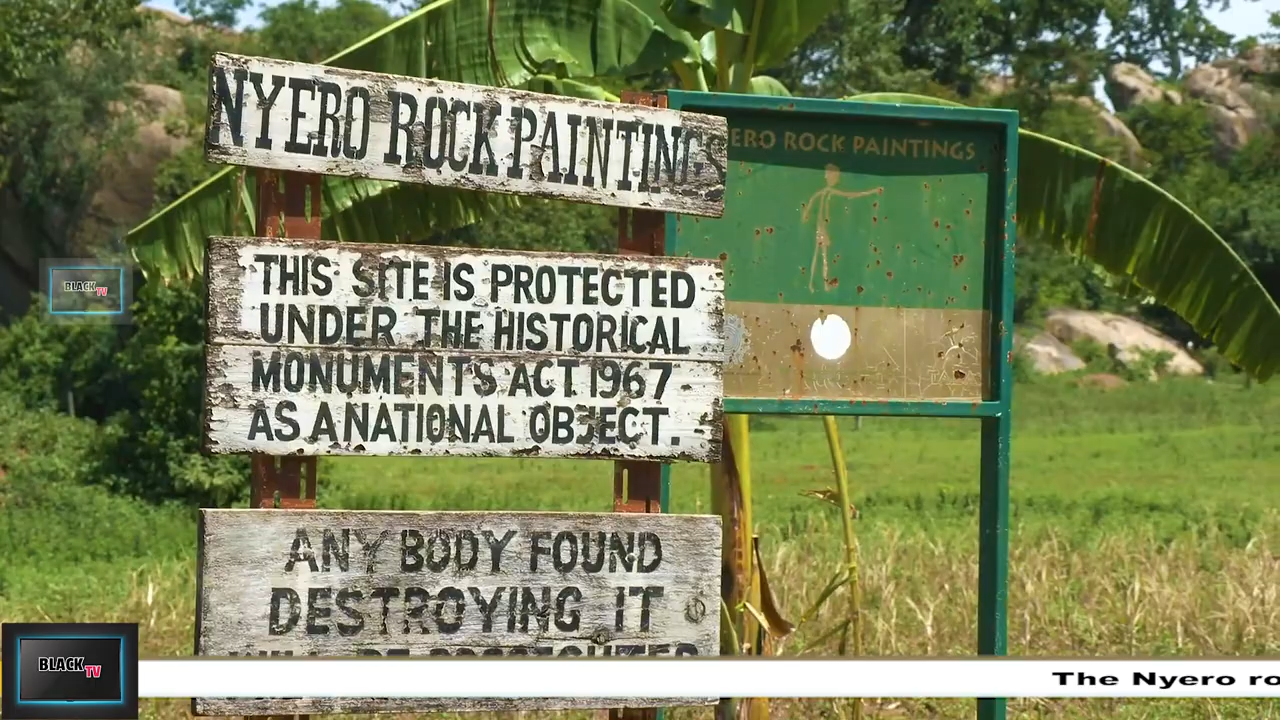 NYERO ROCK PAINTINGS
ERO ROCK PAINTINGS
THIS SITE IS PROTECTED
UNDER THE HISTORICAL
MONUMENTS ACT 1967
AS A NATIONAL OBJECT.
ANY BODY FOUND
DESTROYING IT
BLACK TV
BLACK TV
The Nyero ro